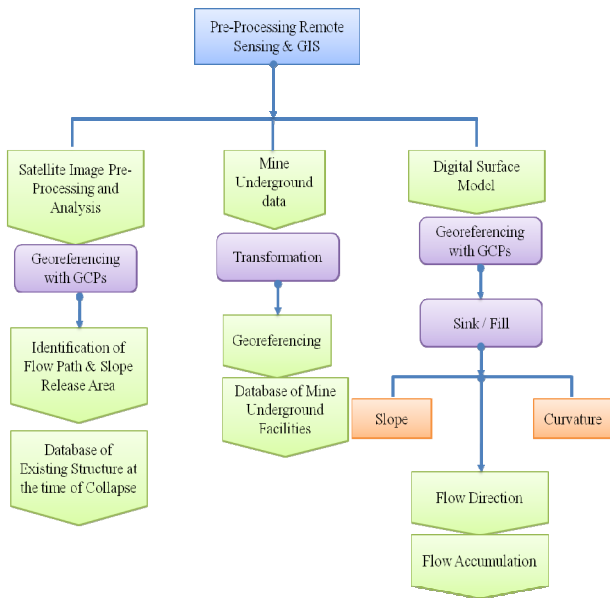 Pre-Processing Remote
Sensing & GIS
Satellite Image Pre-
Processing and
Analysis
Georeferencing
with GCPs
Identification of
Flow Path & Slope
Release Area
Database of
Existing Structure at
the time of Collapse
Mine
Underground
data
Transformation
Georeferencing
Database of Mine
Underground
Facilities
Digital Surface
Model
Georeferencing
with GCPs
Sink / Fill
Slope
Curvature
Flow Direction
Flow Accumulation